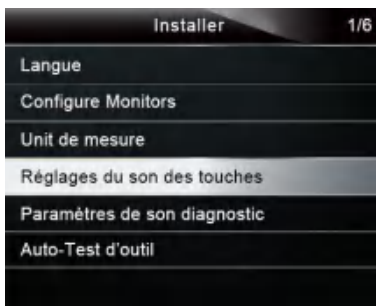 Installer 1/6
Langue
Configure Monitors
Unit de mesure
Réglages du son des touches
Paramètres de son diagnostic
Auto-Test d'outil